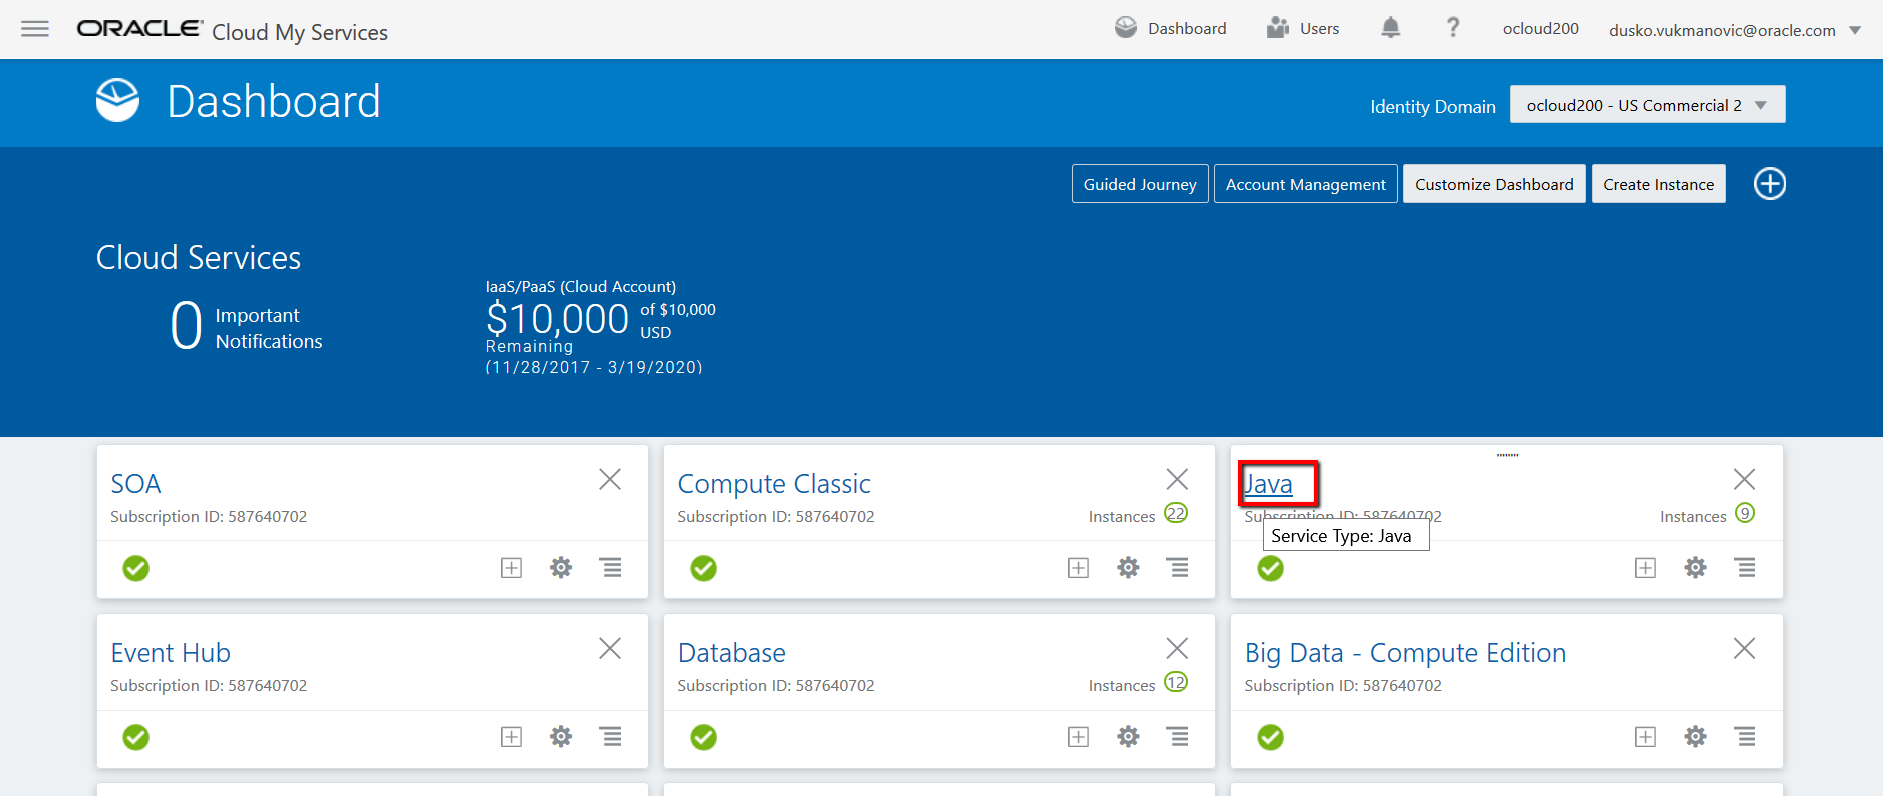 ORACLE Cloud My Services
Dashboard
Users
?
ocloud200
dusko.vukmanovic@oracle.com
Dashboard
Identity Domain
ocloud200 - US Commercial 2
Guided Journey
Account Management
Customize Dashboard
Create Instance
Cloud Services
0 Important
Notifications
IaaS/PaaS (Cloud Account)
$10,000 of $10,000
USD
Remaining
(11/28/2017 - 3/19/2020)
SOA
Subscription ID: 587640702
Compute Classic
Subscription ID: 587640702
Instances 22
Java
Subscription ID: 587640702
Instances 9
Service Type: Java
Event Hub
Subscription ID: 587640702
Database
Subscription ID: 587640702
Instances 12
Big Data - Compute Edition
Subscription ID: 587640702